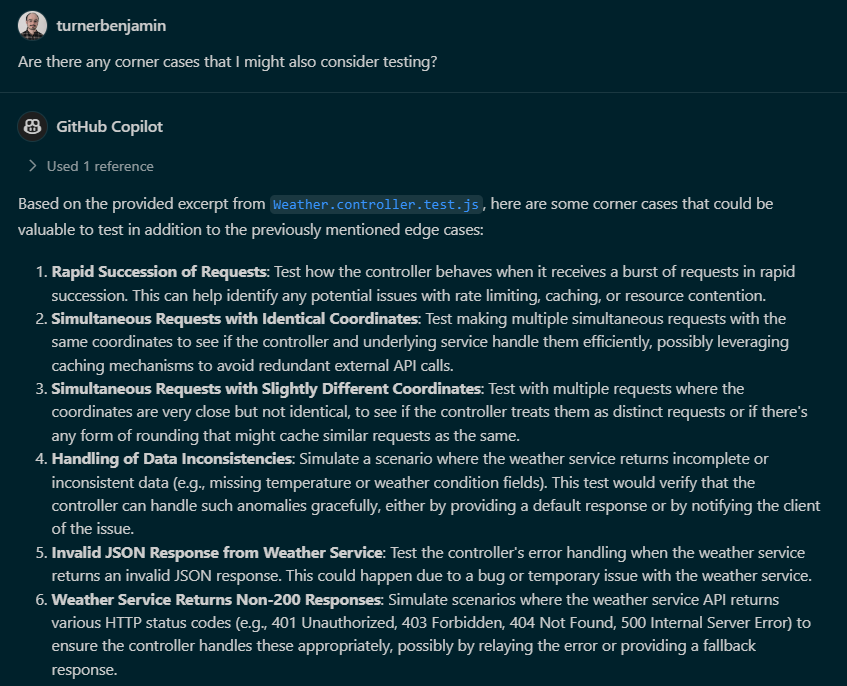 turnerbenjamin
Are there any corner cases that I might also consider testing?
GitHub Copilot
Used 1 reference
Based on the provided excerpt from Weather.controller.test.js, here are some corner cases that could be
valuable to test in addition to the previously mentioned edge cases:
1. Rapid Succession of Requests: Test how the controller behaves when it receives a burst of requests in rapid
succession. This can help identify any potential issues with rate limiting, caching, or resource contention.
2. Simultaneous Requests with Identical Coordinates: Test making multiple simultaneous requests with the
same coordinates to see if the controller and underlying service handle them efficiently, possibly leveraging
caching mechanisms to avoid redundant external API calls.
3. Simultaneous Requests with Slightly Different Coordinates: Test with multiple requests where the
coordinates are very close but not identical, to see if the controller treats them as distinct requests or if there's
any form of rounding that might cache similar requests as the same.
4. Handling of Data Inconsistencies: Simulate a scenario where the weather service returns incomplete or
inconsistent data (e.g., missing temperature or weather condition fields). This test would verify that the
controller can handle such anomalies gracefully, either by providing a default response or by notifying the client
of the issue.
5. Invalid JSON Response from Weather Service: Test the controller's error handling when the weather service
returns an invalid JSON response. This could happen due to a bug or temporary issue with the weather service.
6. Weather Service Returns Non-200 Responses: Simulate scenarios where the weather service API returns
various HTTP status codes (e.g., 401 Unauthorized, 403 Forbidden, 404 Not Found, 500 Internal Server Error) to
ensure the controller handles these appropriately, possibly by relaying the error or providing a fallback
response.